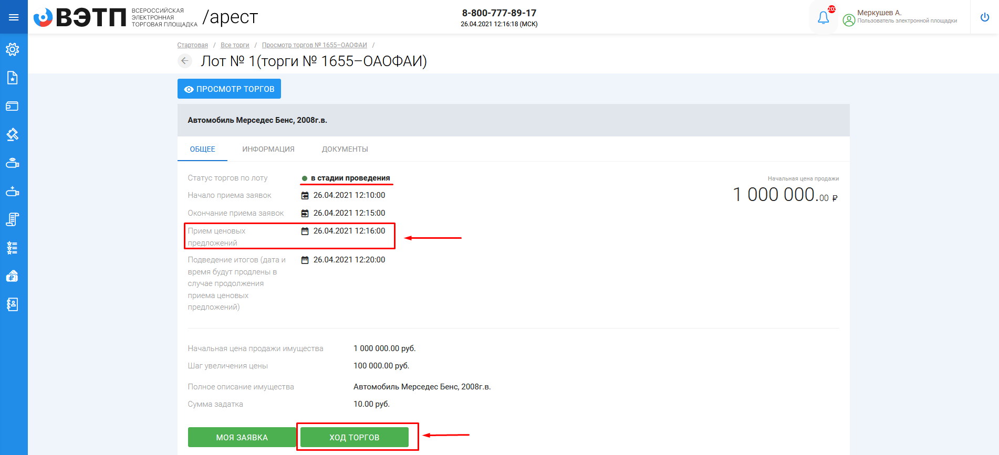 ВЭТП
ВСЕРОССИЙСКАЯ
ЭЛЕКТРОННАЯ
ТОРГОВАЯ ПЛОЩАДКА
/арест
8-800-777-89-17
26.04.2021 12:16:18 (МСК)
203
Меркушев А.
Пользователь электронной площадки
Стартовая / Все торги / Просмотр торгов № 1655–ОАОФАИ /
Лот № 1(торги № 1655–ОАОФАИ)
ПРОСМОТР ТОРГОВ
Автомобиль Мерседес Бенс, 2008г.в.
ОБЩЕЕ ИНФОРМАЦИЯ ДОКУМЕНТЫ
Статус торгов по лоту в стадии проведения
Начальная цена продажи
1 000 000.00 ₽
Начало приема заявок 26.04.2021 12:10:00
Окончание приема заявок 26.04.2021 12:15:00
Прием ценовых 26.04.2021 12:16:00
предложений
Подведение итогов (дата и 26.04.2021 12:20:00
время будут продлены в
случае продолжения
приема ценовых
предложений)
Начальная цена продажи имущества 1 000 000.00 руб.
Шаг увеличения цены 100 000.00 руб.
Полное описание имущества Автомобиль Мерседес Бенс, 2008г.в.
Сумма задатка 10.00 руб.
МОЯ ЗАЯВКА ХОД ТОРГОВ